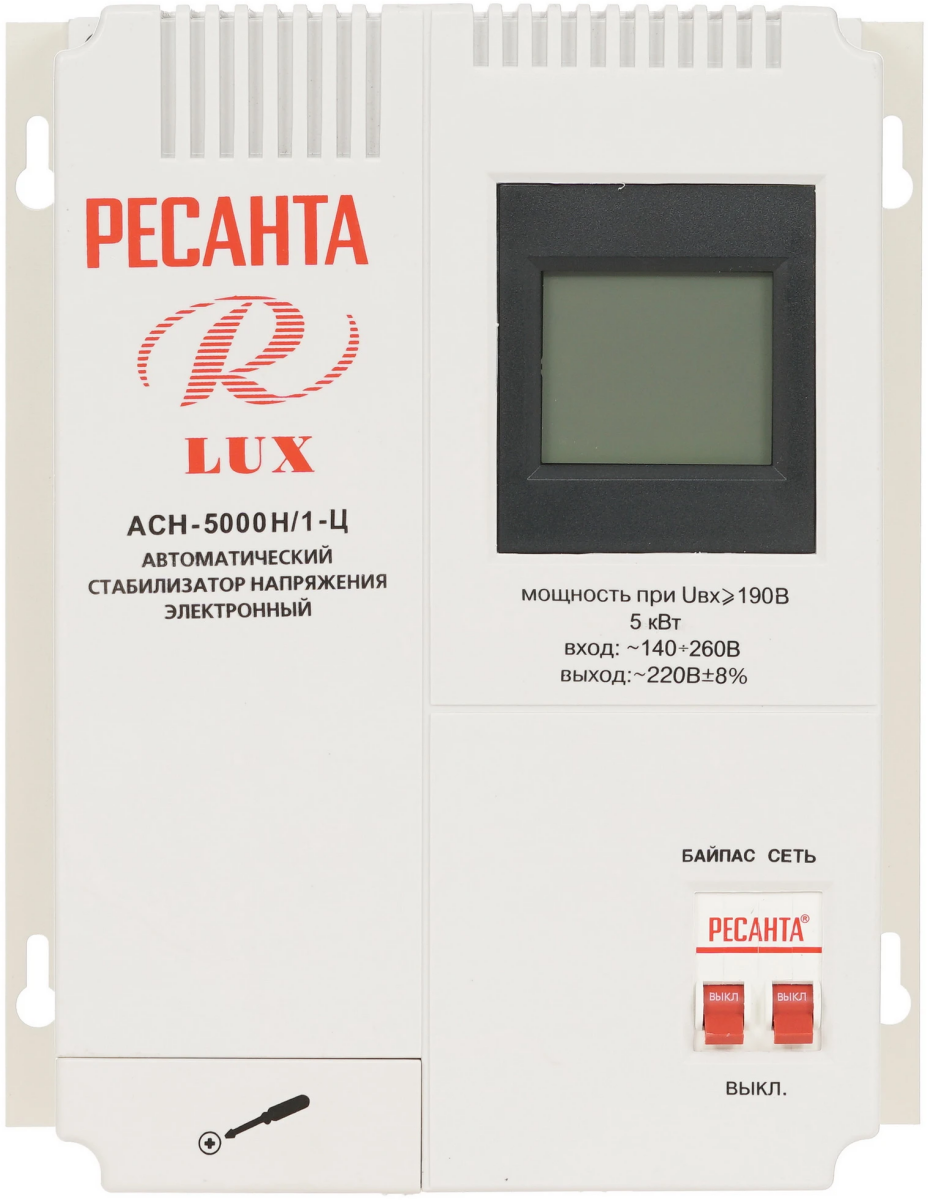 РЕСАНТА
R
LUX
АСН-5000Н/1-Ц
АВТОМАТИЧЕСКИЙ
СТАБИЛИЗАТОР НАПРЯЖЕНИЯ
ЭЛЕКТРОННЫЙ
мощность при Uвх⩾190В
5 кВт
вход: ~140÷260В
выход:~220В±8%
БАЙПАС СЕТЬ
РЕСАНТА®
ВЫКЛ ВЫКЛ
ВЫКЛ.